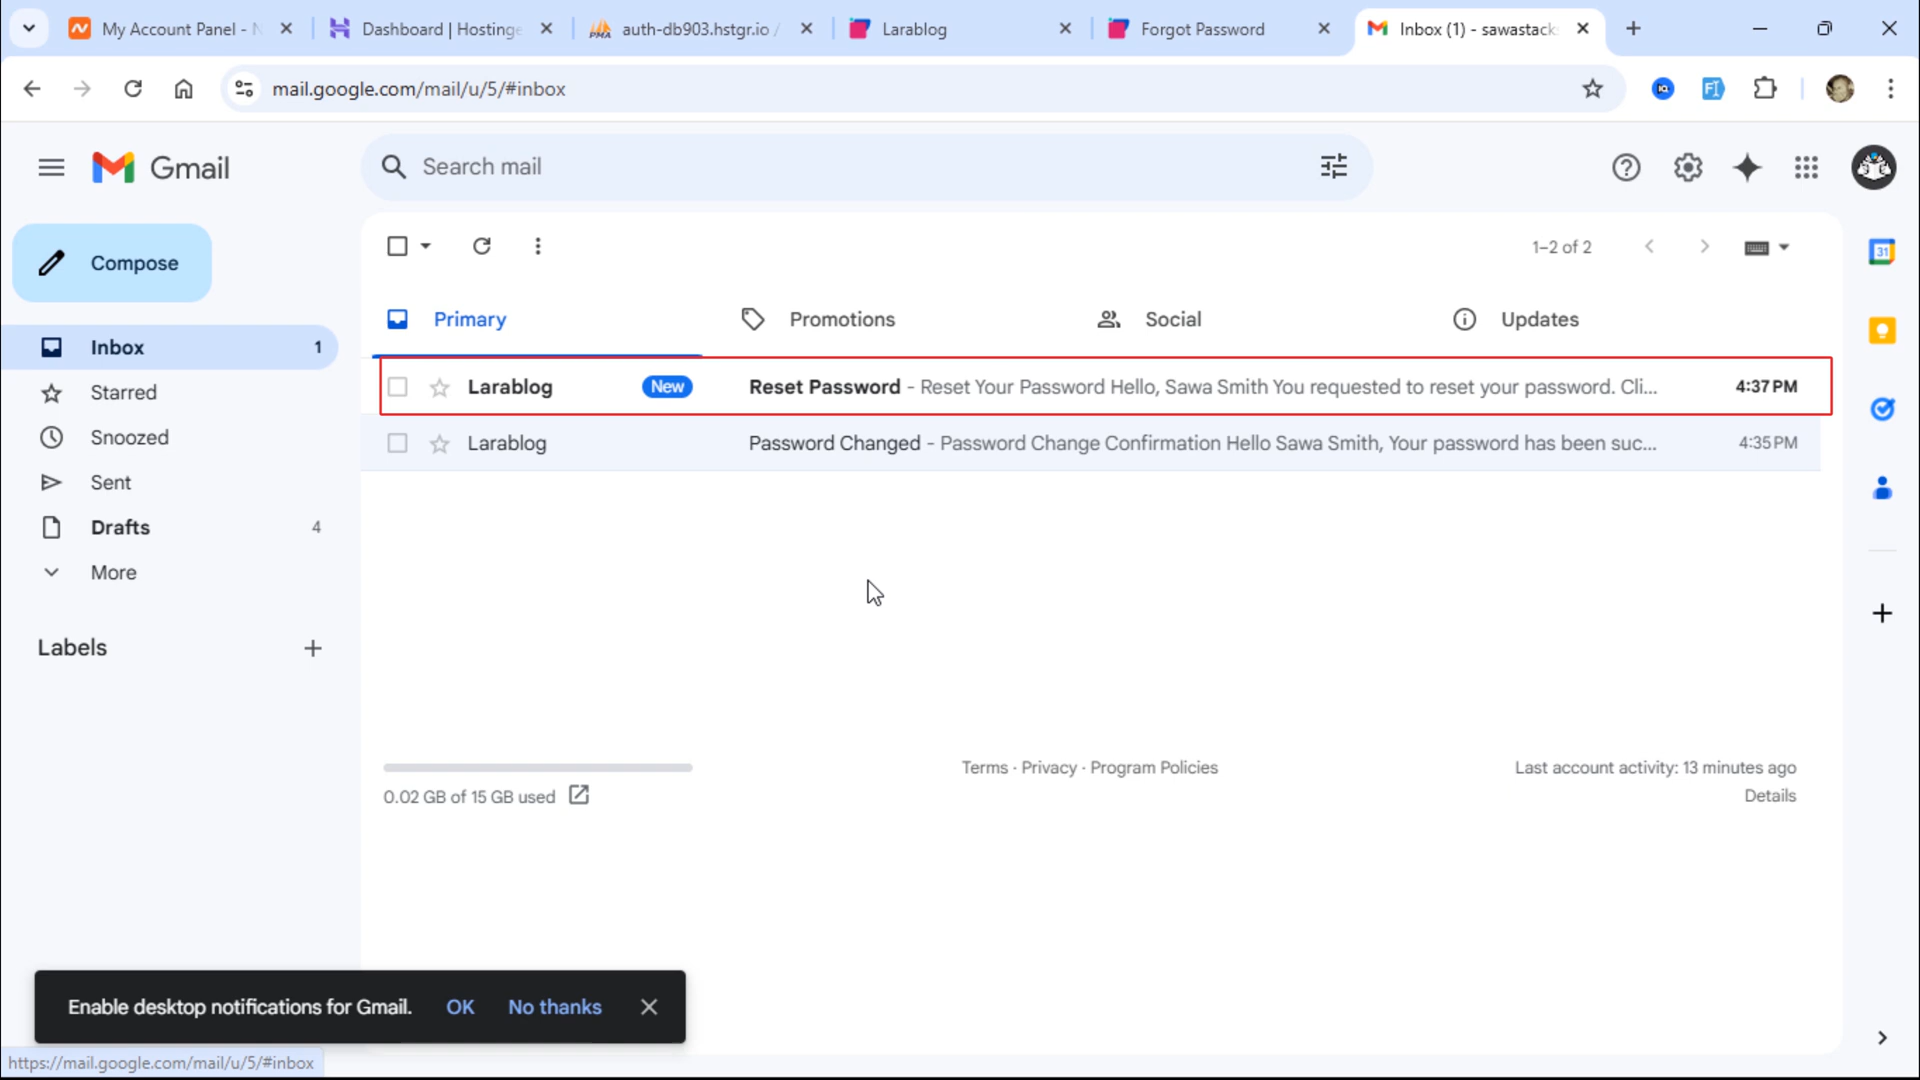 My Account Panel - N
Dashboard | Hostinge
auth-db903.hstgr.io /
Larablog
Forgot Password
Inbox (1) - sawastack
mail.google.com/mail/u/5/#inbox
Gmail
Search mail
Compose
1–2 of 2
Primary
Promotions
Social
Updates
Inbox 1
Starred
Snoozed
Sent
Drafts 4
More
Labels
Larablog New Reset Password - Reset Your Password Hello, Sawa Smith You requested to reset your password. Cli... 4:37 PM
Larablog Password Changed - Password Change Confirmation Hello Sawa Smith, Your password has been suc... 4:35 PM
0.02 GB of 15 GB used
Terms · Privacy · Program Policies
Last account activity: 13 minutes ago
Details
Enable desktop notifications for Gmail. OK No thanks
https://mail.google.com/mail/u/5/#inbox
31